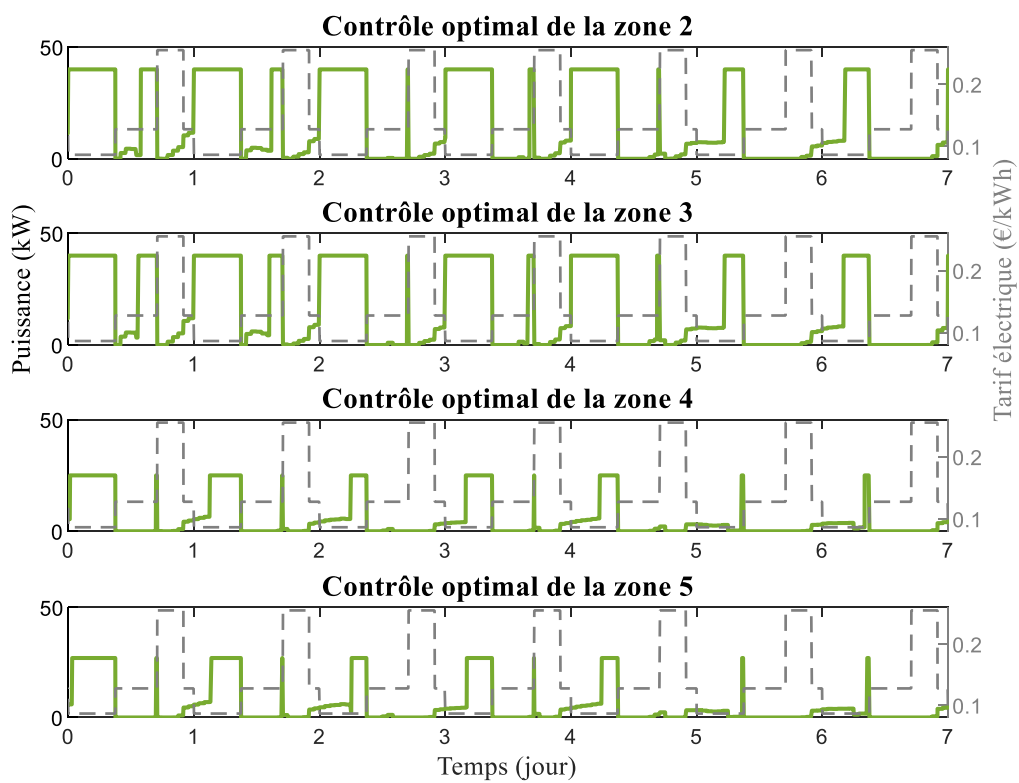 Contrôle optimal de la zone 2
50
0
0.2
0.1
0 1 2 3 4 5 6 7
Contrôle optimal de la zone 3
50
0
0.2
0.1
0 1 2 3 4 5 6 7
Puissance (kW)
Tarif électrique (€/kWh)
Contrôle optimal de la zone 4
50
0
0.2
0.1
0 1 2 3 4 5 6 7
Contrôle optimal de la zone 5
50
0
0.2
0.1
0 1 2 3 4 5 6 7
Temps (jour)